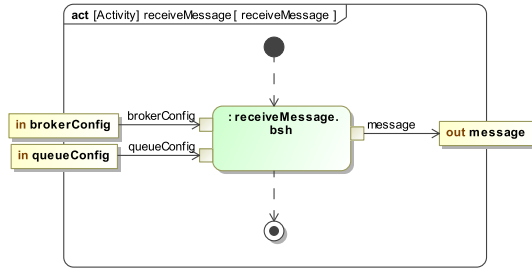 act [Activity] receiveMessage [ receiveMessage ]
brokerConfig
in brokerConfig
: receiveMessage.
bsh
message
out message
queueConfig
in queueConfig